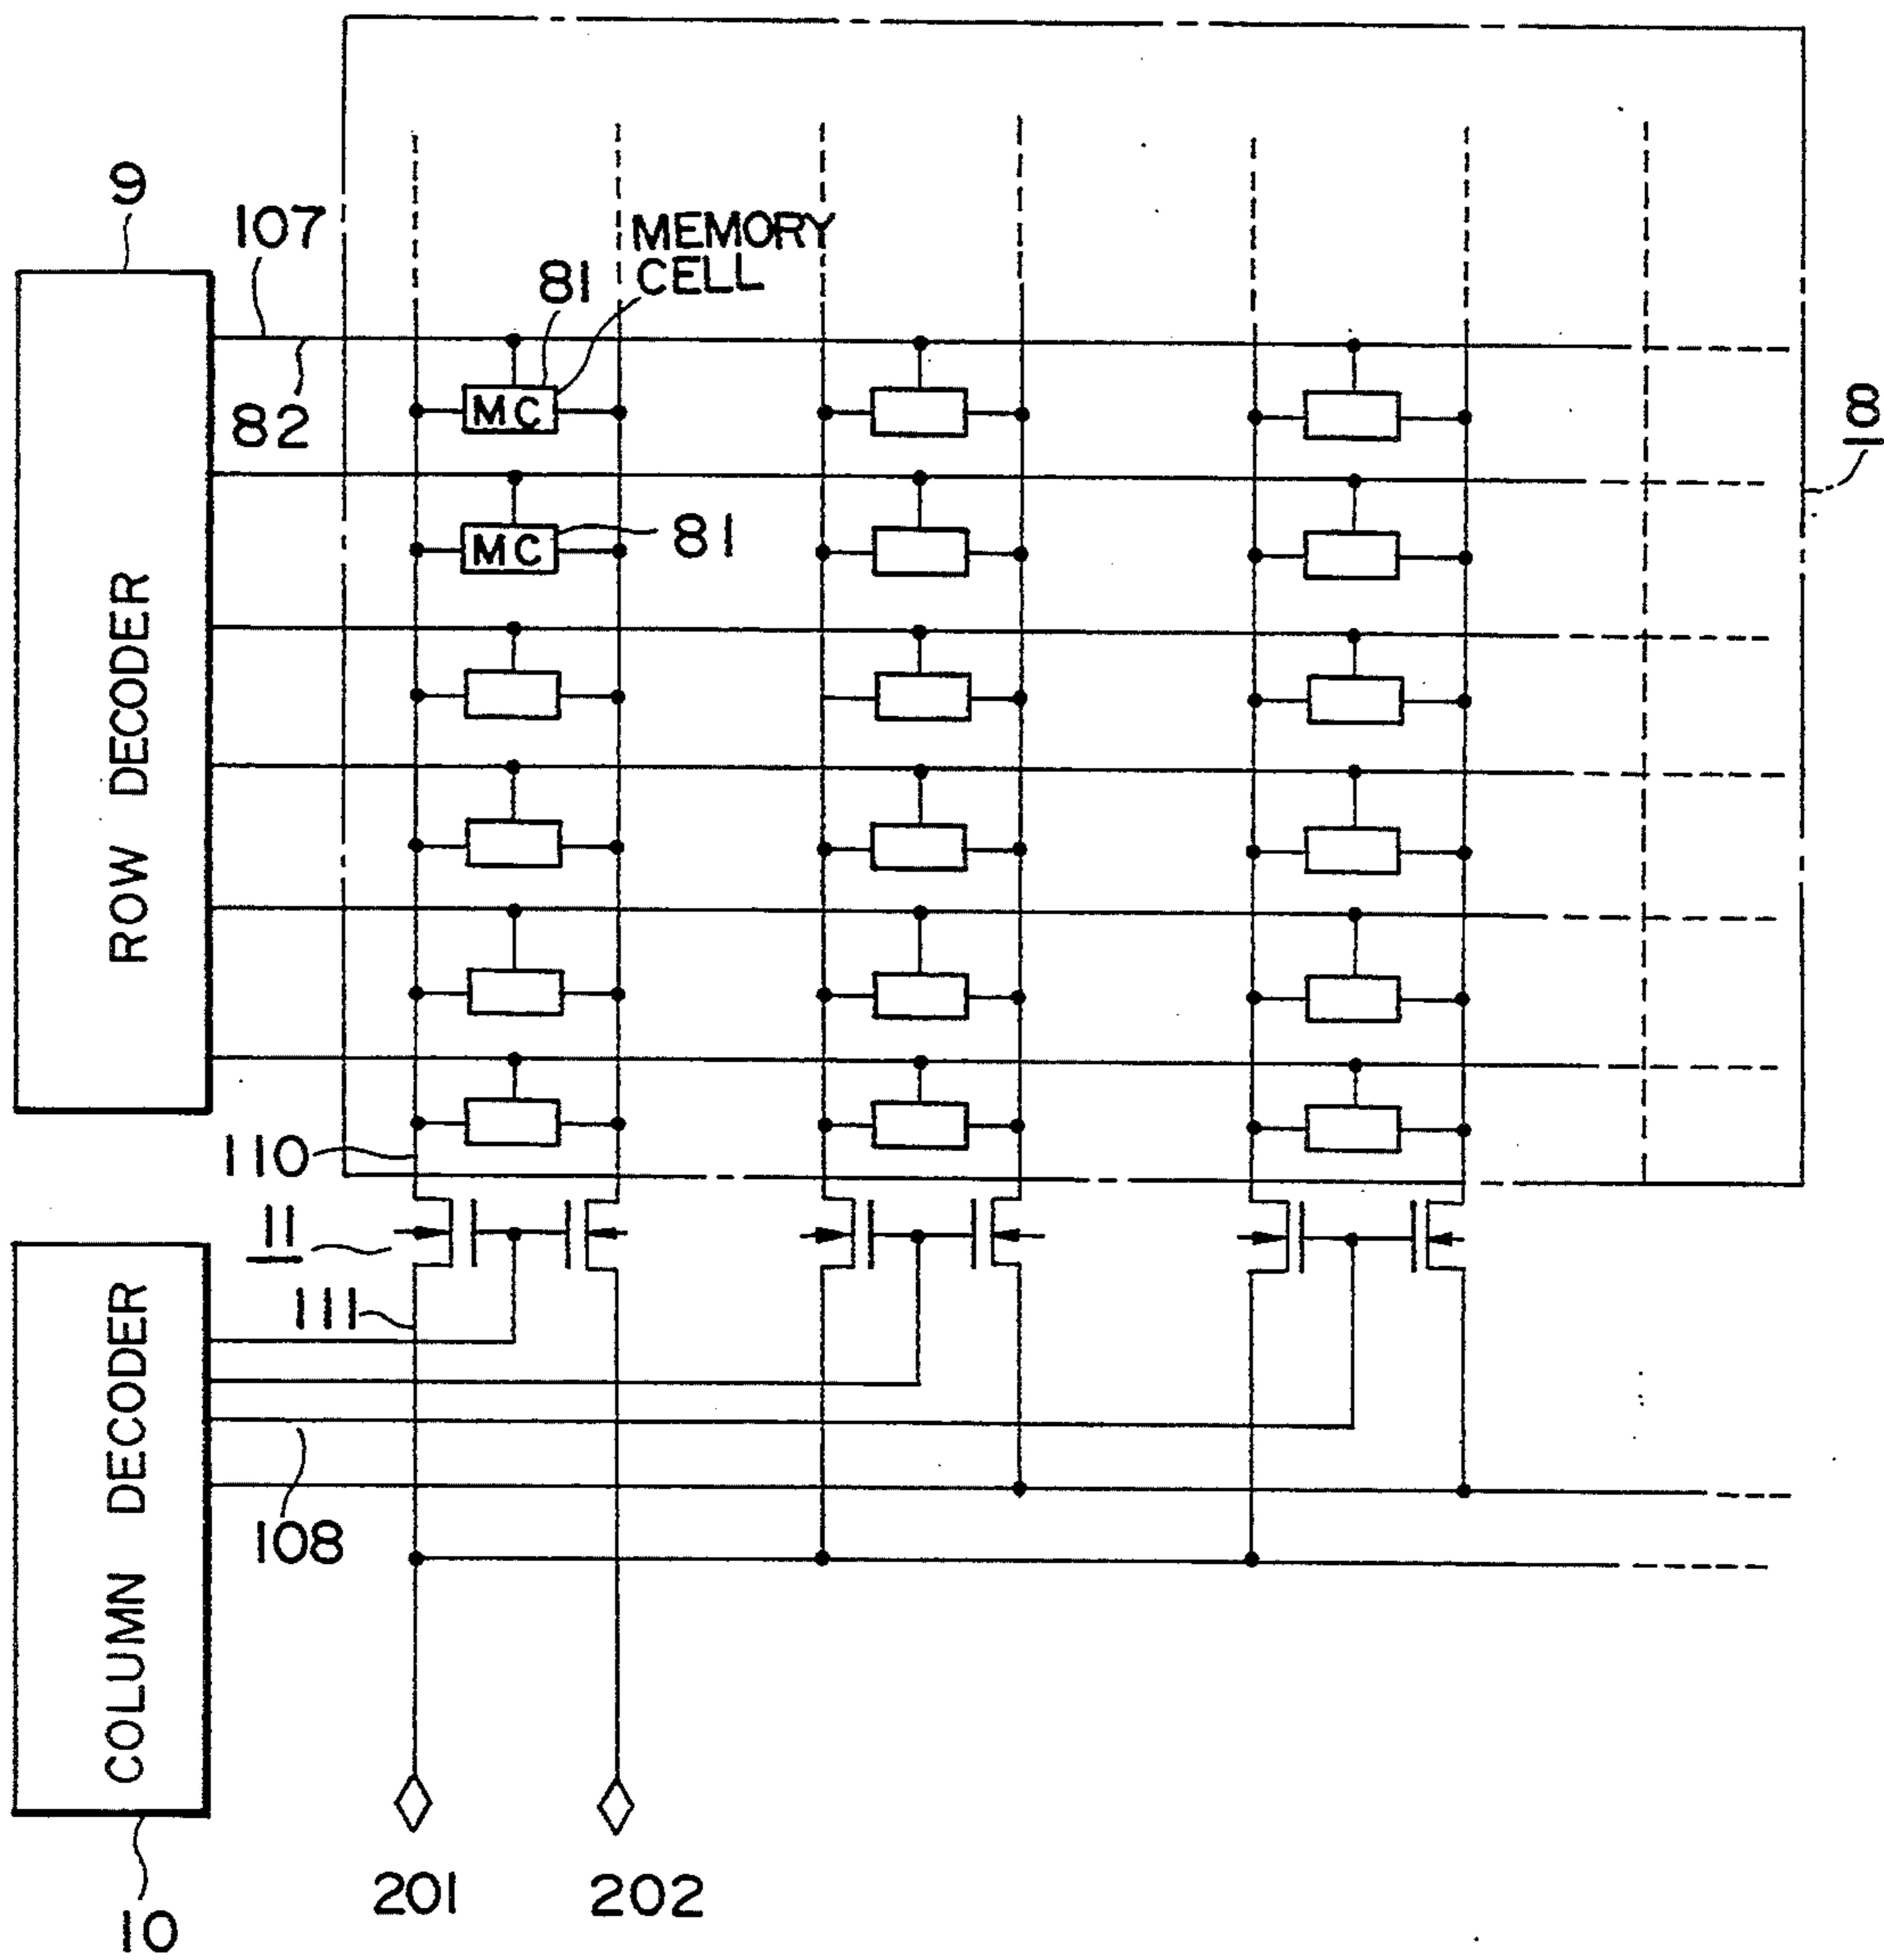 9
107
MEMORY
CELL
81
82
MC
8
MC
81
ROW DECODER
110
11
111
COLUMN DECODER
108
201
202
10